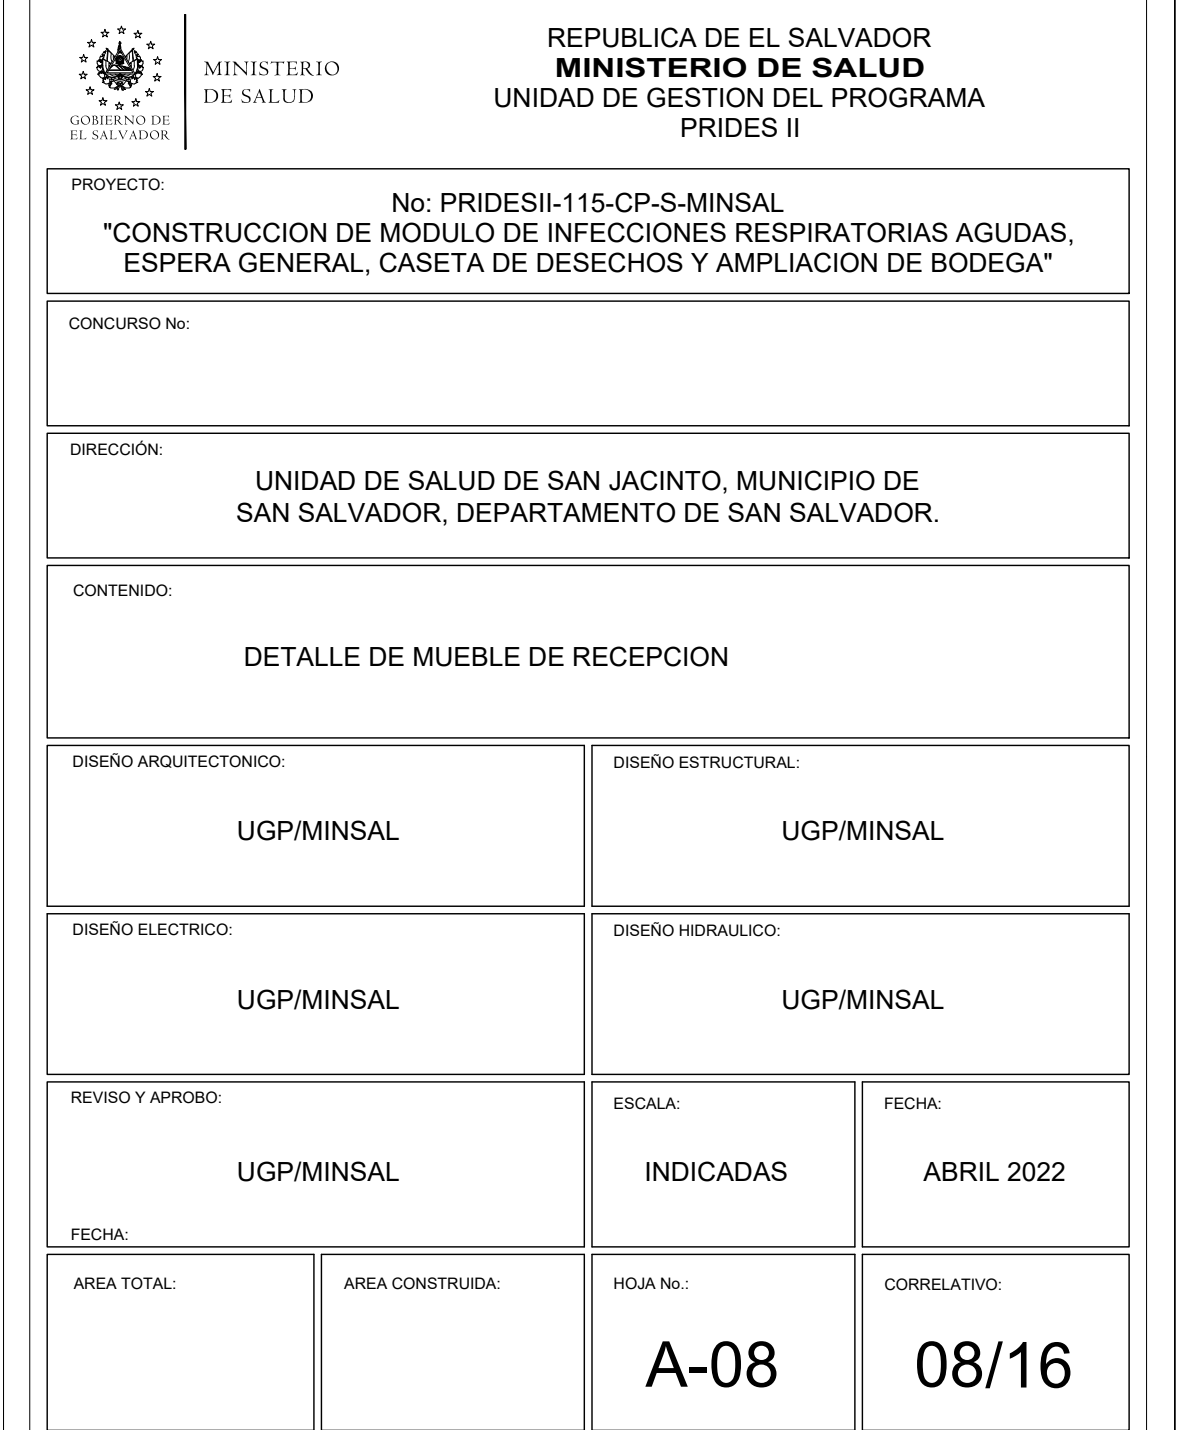 GOBIERNO DE
EL SALVADOR
MINISTERIO
DE SALUD
REPUBLICA DE EL SALVADOR
MINISTERIO DE SALUD
UNIDAD DE GESTION DEL PROGRAMA
PRIDES II
PROYECTO:
No: PRIDESII-115-CP-S-MINSAL
"CONSTRUCCION DE MODULO DE INFECCIONES RESPIRATORIAS AGUDAS,
ESPERA GENERAL, CASETA DE DESECHOS Y AMPLIACION DE BODEGA"
CONCURSO No:
DIRECCIÓN:
UNIDAD DE SALUD DE SAN JACINTO, MUNICIPIO DE
SAN SALVADOR, DEPARTAMENTO DE SAN SALVADOR.
CONTENIDO:
DETALLE DE MUEBLE DE RECEPCION
DISEÑO ARQUITECTONICO:
UGP/MINSAL
DISEÑO ESTRUCTURAL:
UGP/MINSAL
DISEÑO ELECTRICO:
UGP/MINSAL
DISEÑO HIDRAULICO:
UGP/MINSAL
REVISO Y APROBO:
UGP/MINSAL
FECHA:
ESCALA:
INDICADAS
FECHA:
ABRIL 2022
AREA TOTAL:
AREA CONSTRUIDA:
HOJA No.:
A-08
CORRELATIVO:
08/16